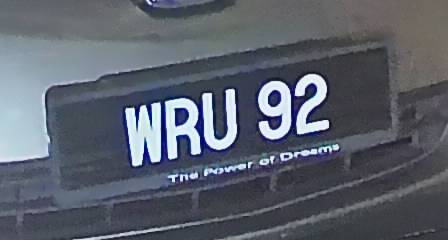 WRU 92
The Power of Dreams